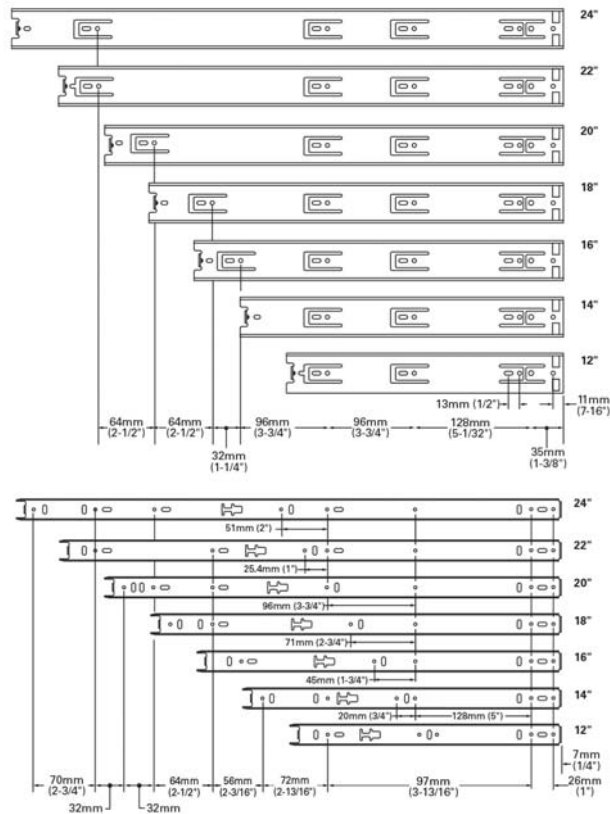 24"
22"
20"
18"
16"
14"
12"
13mm (1/2")
11mm
(7-16")
64mm
(2-1/2")
64mm
(2-1/2")
32mm
(1-1/4")
96mm
(3-3/4")
96mm
(3-3/4")
128mm
(5-1/32")
35mm
(1-3/8")
24"
51mm (2")
22"
25.4mm (1")
20"
96mm (3-3/4")
18"
71mm (2-3/4")
16"
45mm (1-3/4")
14"
20mm (3/4")
128mm (5")
12"
7mm
(1/4")
70mm
(2-3/4")
32mm
32mm
64mm
(2-1/2")
56mm
(2-3/16")
72mm
(2-13/16")
97mm
(3-13/16")
26mm
(1")